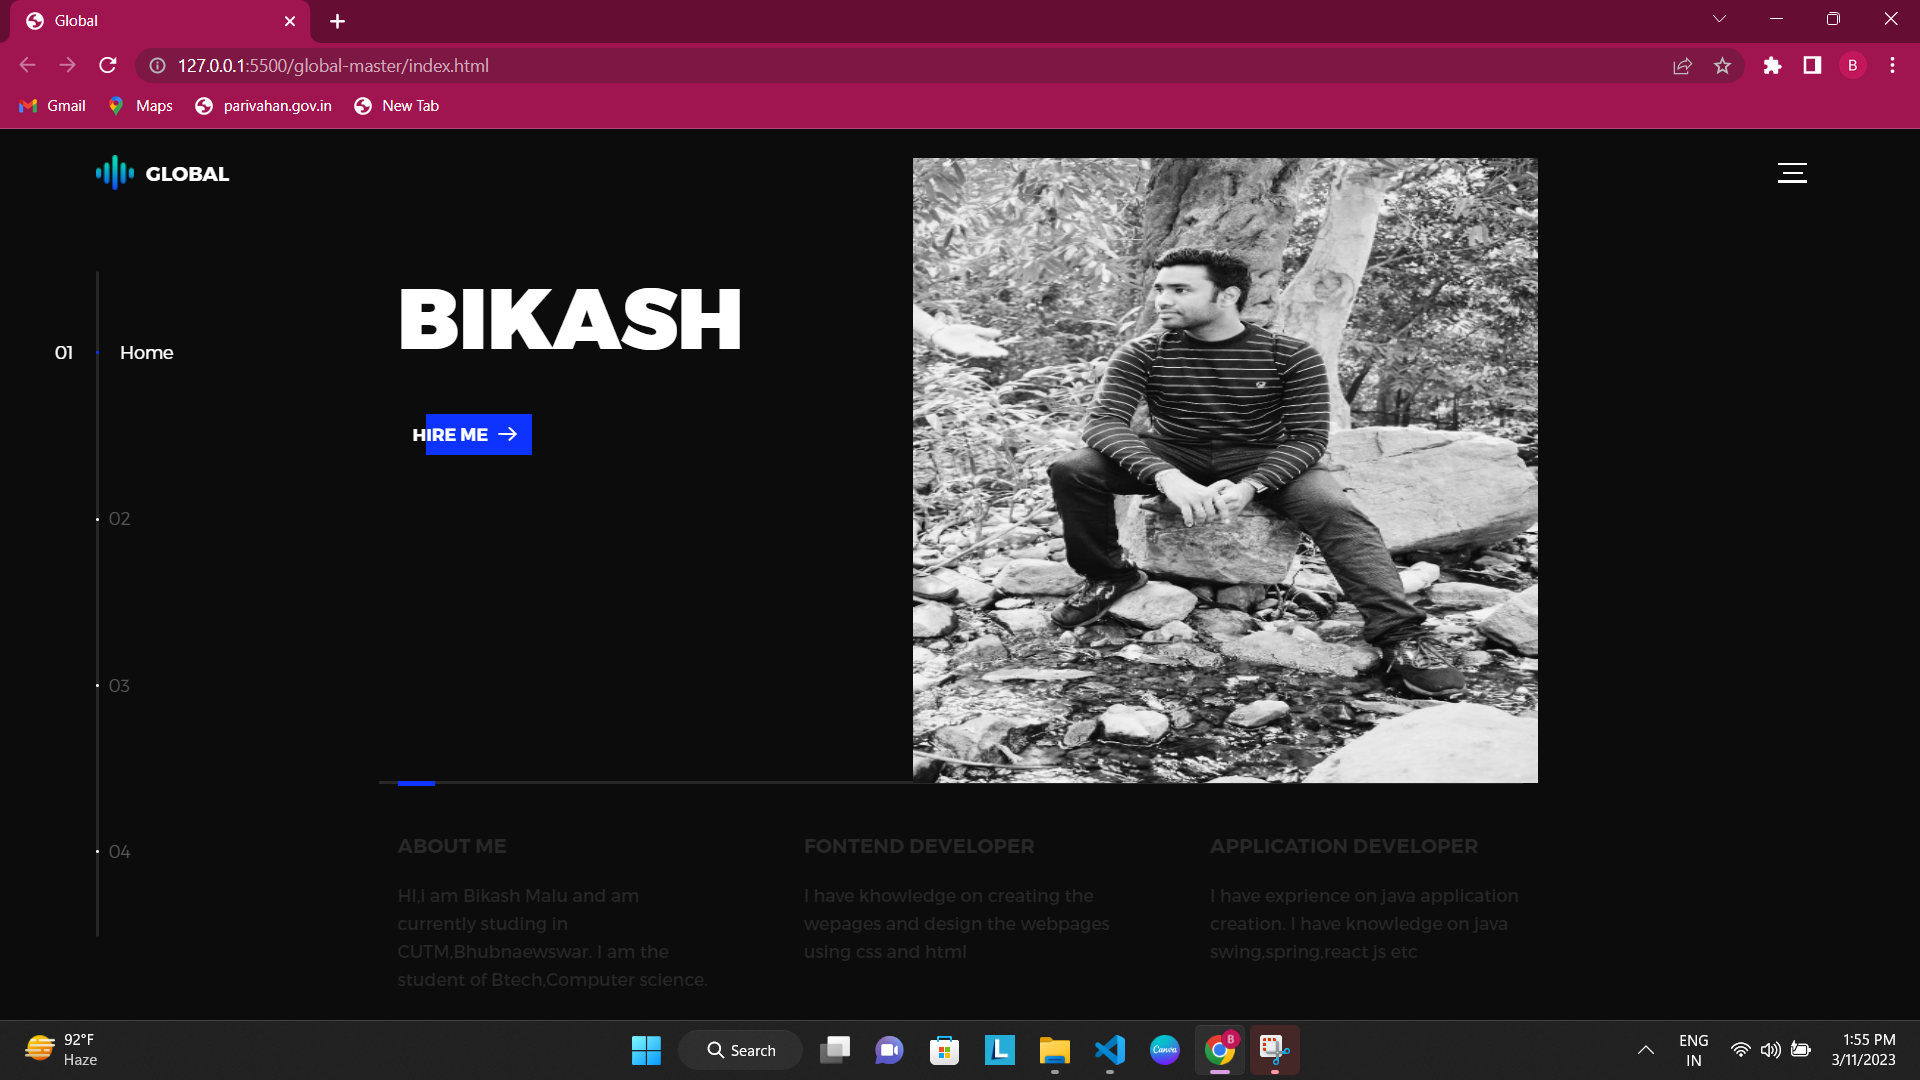 Global
127.0.0.1:5500/global-master/index.html
B
Gmail
Maps
parivahan.gov.in
New Tab
GLOBAL
BIKASH
01
Home
HIRE ME
02
03
04
ABOUT ME
HI,i am Bikash Malu and am
currently studing in
CUTM,Bhubnaewswar. I am the
student of Btech,Computer science.
FONTEND DEVELOPER
I have khowledge on creating the
wepages and design the webpages
using css and html
APPLICATION DEVELOPER
I have exprience on java application
creation. I have knowledge on java
swing,spring,react js etc
92°F
Haze
Search
L
Canva
B
ENG
IN
1:55 PM
3/11/2023